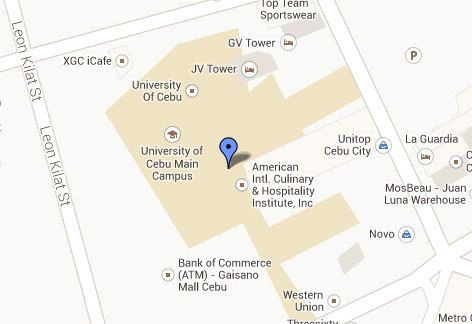 Top Team
Sportswear
GV Tower
P
XGC iCafe
JV Tower
University
Of Cebu
Leon Kilat St
University of
Cebu Main
Campus
Unitop
Cebu City
La Guardia
American
Intl. Culinary
& Hospitality
Institute, Inc
Leon Kilat St
MosBeau - Juan
Luna Warehouse
Novo
Bank of Commerce
(ATM) - Gaisano
Mall Cebu
Western
Union
Threesixty
Metro